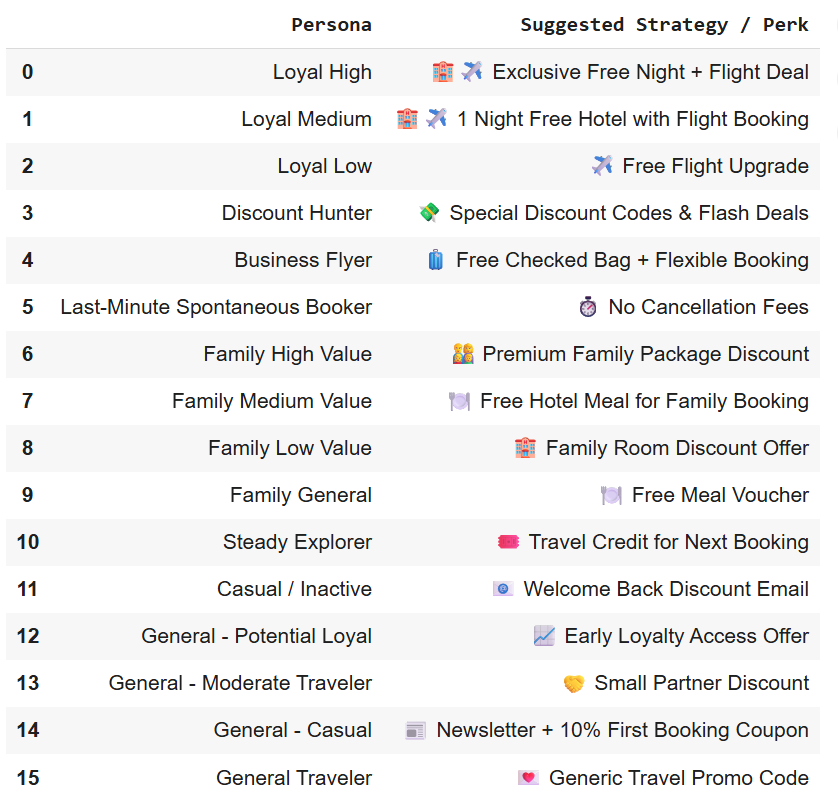 Persona Suggested Strategy / Perk
0 Loyal High 🏨 ✈️ Exclusive Free Night + Flight Deal
1 Loyal Medium 🏨 ✈️ 1 Night Free Hotel with Flight Booking
2 Loyal Low ✈️ Free Flight Upgrade
3 Discount Hunter 💸 Special Discount Codes & Flash Deals
4 Business Flyer 🧳 Free Checked Bag + Flexible Booking
5 Last-Minute Spontaneous Booker ⏱️ No Cancellation Fees
6 Family High Value 👨‍👩‍👧‍👦 Premium Family Package Discount
7 Family Medium Value 🍽️ Free Hotel Meal for Family Booking
8 Family Low Value 🏨 Family Room Discount Offer
9 Family General 🍽️ Free Meal Voucher
10 Steady Explorer 🎟️ Travel Credit for Next Booking
11 Casual / Inactive 📧 Welcome Back Discount Email
12 General - Potential Loyal 📈 Early Loyalty Access Offer
13 General - Moderate Traveler 🤝 Small Partner Discount
14 General - Casual 📰 Newsletter + 10% First Booking Coupon
15 General Traveler 💌 Generic Travel Promo Code